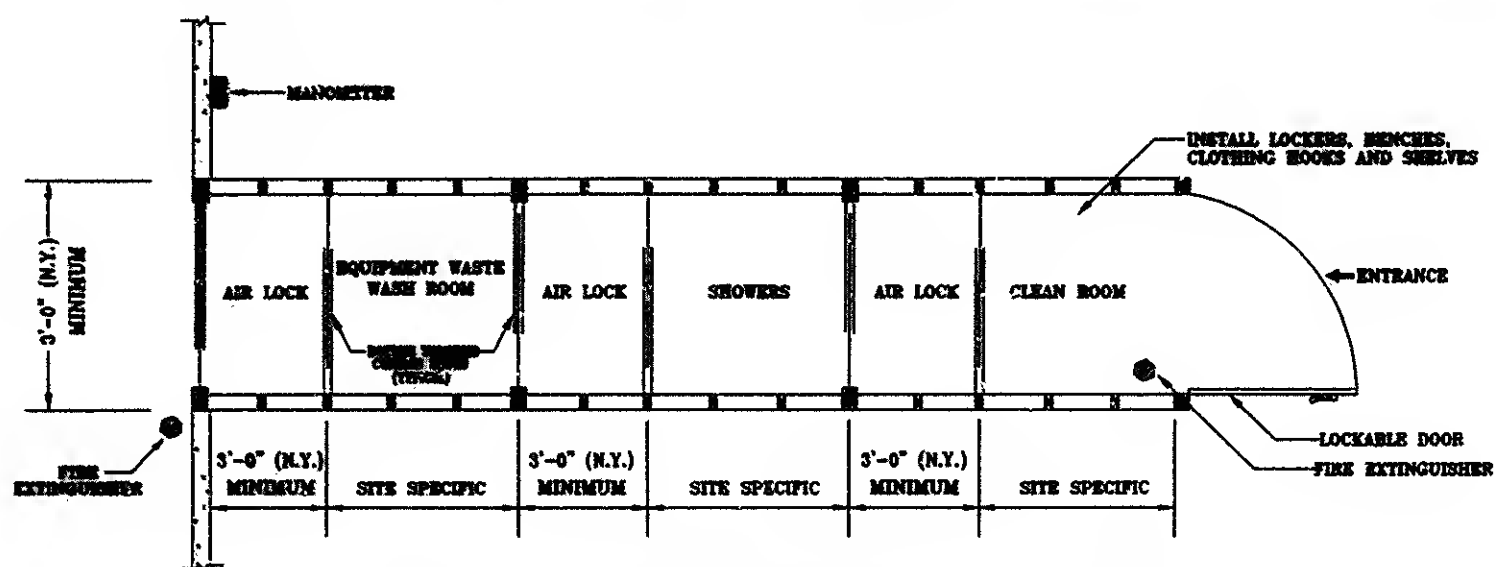 MANOMETER
INSTALL LOCKERS, BENCHES,
CLOTHING HOOKS AND SHELVES
ENTRANCE
AIR LOCK
EQUIPMENT WASTE
WASH ROOM
AIR LOCK
SHOWERS
AIR LOCK
CLEAN ROOM
(N.Y.)
MINIMUM
(TYPICAL)
LOCKABLE DOOR
FIRE EXTINGUISHER
FIRE
EXTINGUISHER
3'-0" (N.Y.)
MINIMUM
SITE SPECIFIC
3'-0" (N.Y.)
MINIMUM
SITE SPECIFIC
3'-0" (N.Y.)
MINIMUM
SITE SPECIFIC